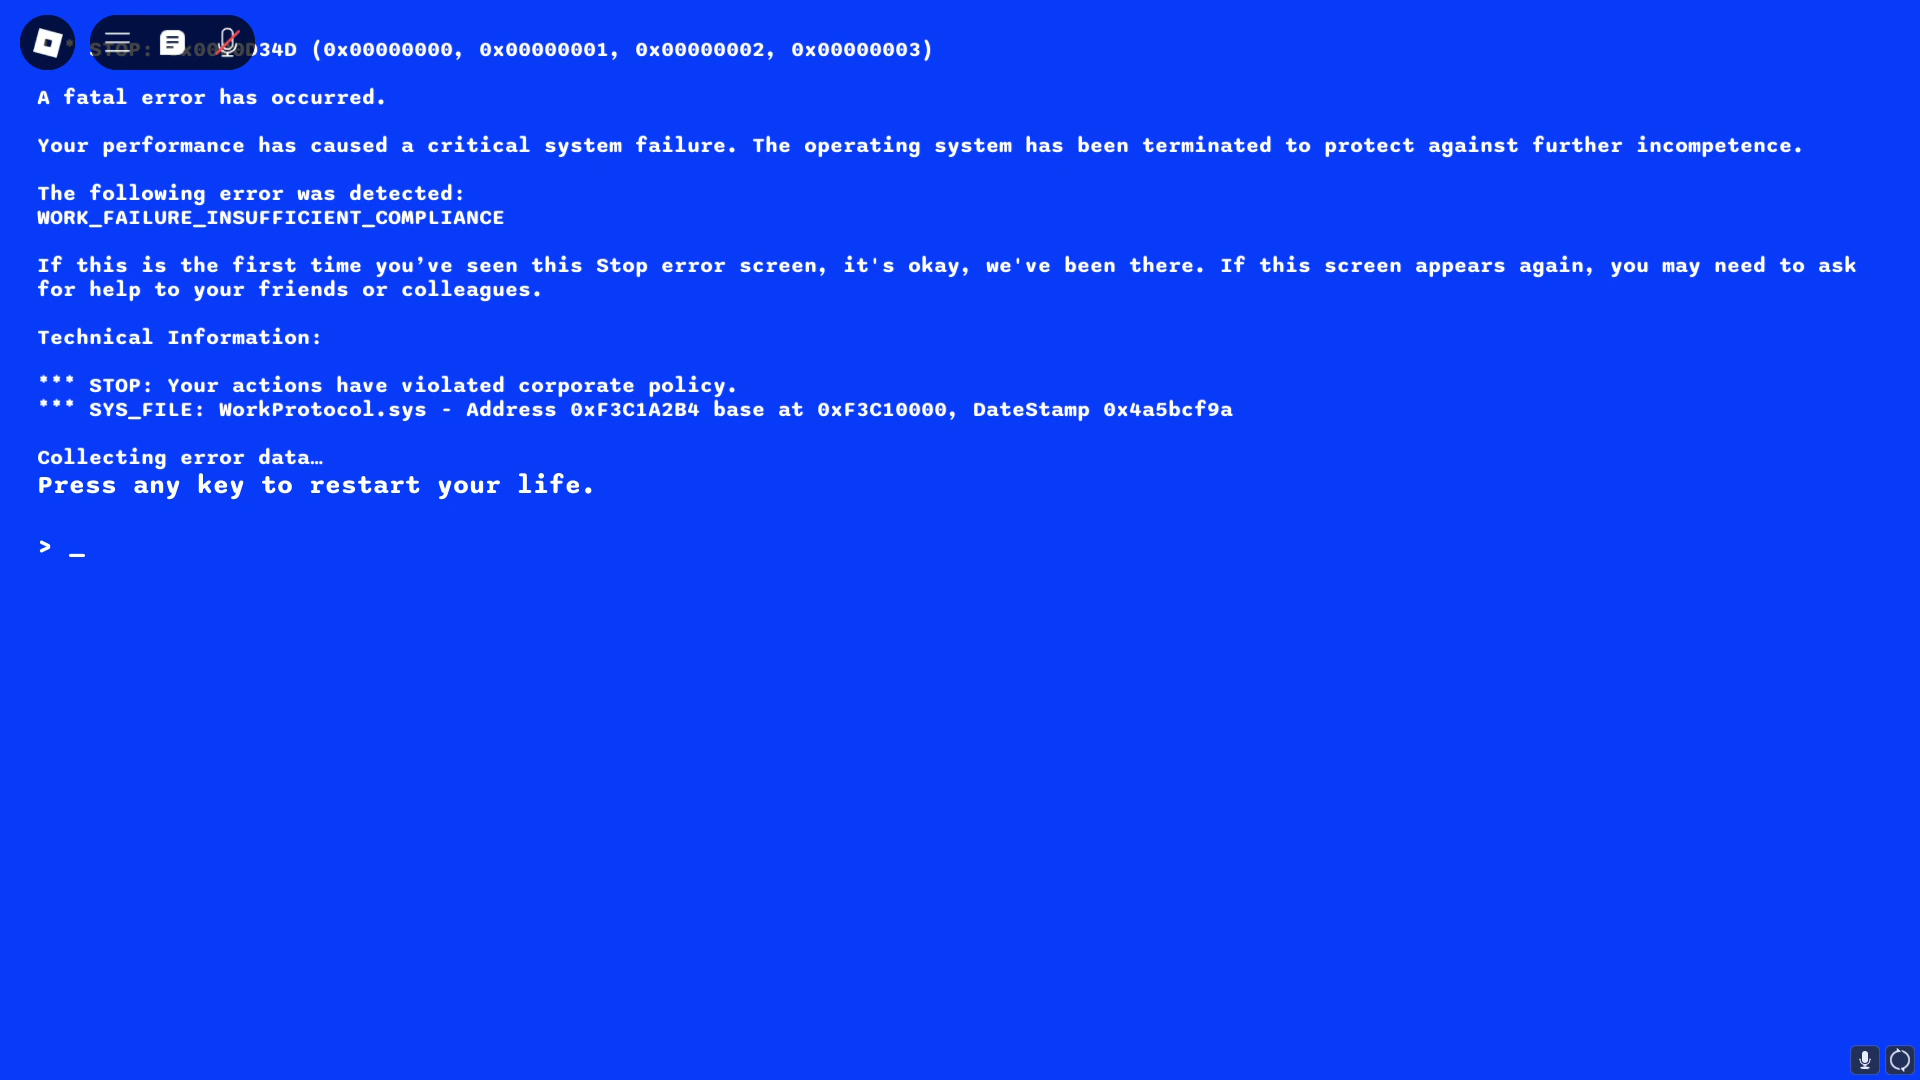 STOP: D34D (0x00000000, 0x00000001, 0x00000002, 0x00000003)
A fatal error has occurred.
Your performance has caused a critical system failure. The operating system has been terminated to protect against further incompetence.
The following error was detected:
WORK_FAILURE_INSUFFICIENT_COMPLIANCE
If this is the first time you’ve seen this Stop error screen, it's okay, we've been there. If this screen appears again, you may need to ask
for help to your friends or colleagues.
Technical Information:
*** STOP: Your actions have violated corporate policy.
*** SYS_FILE: WorkProtocol.sys - Address 0xF3C1A2B4 base at 0xF3C10000, DateStamp 0x4a5bcf9a
Collecting error data…
Press any key to restart your life.
> _